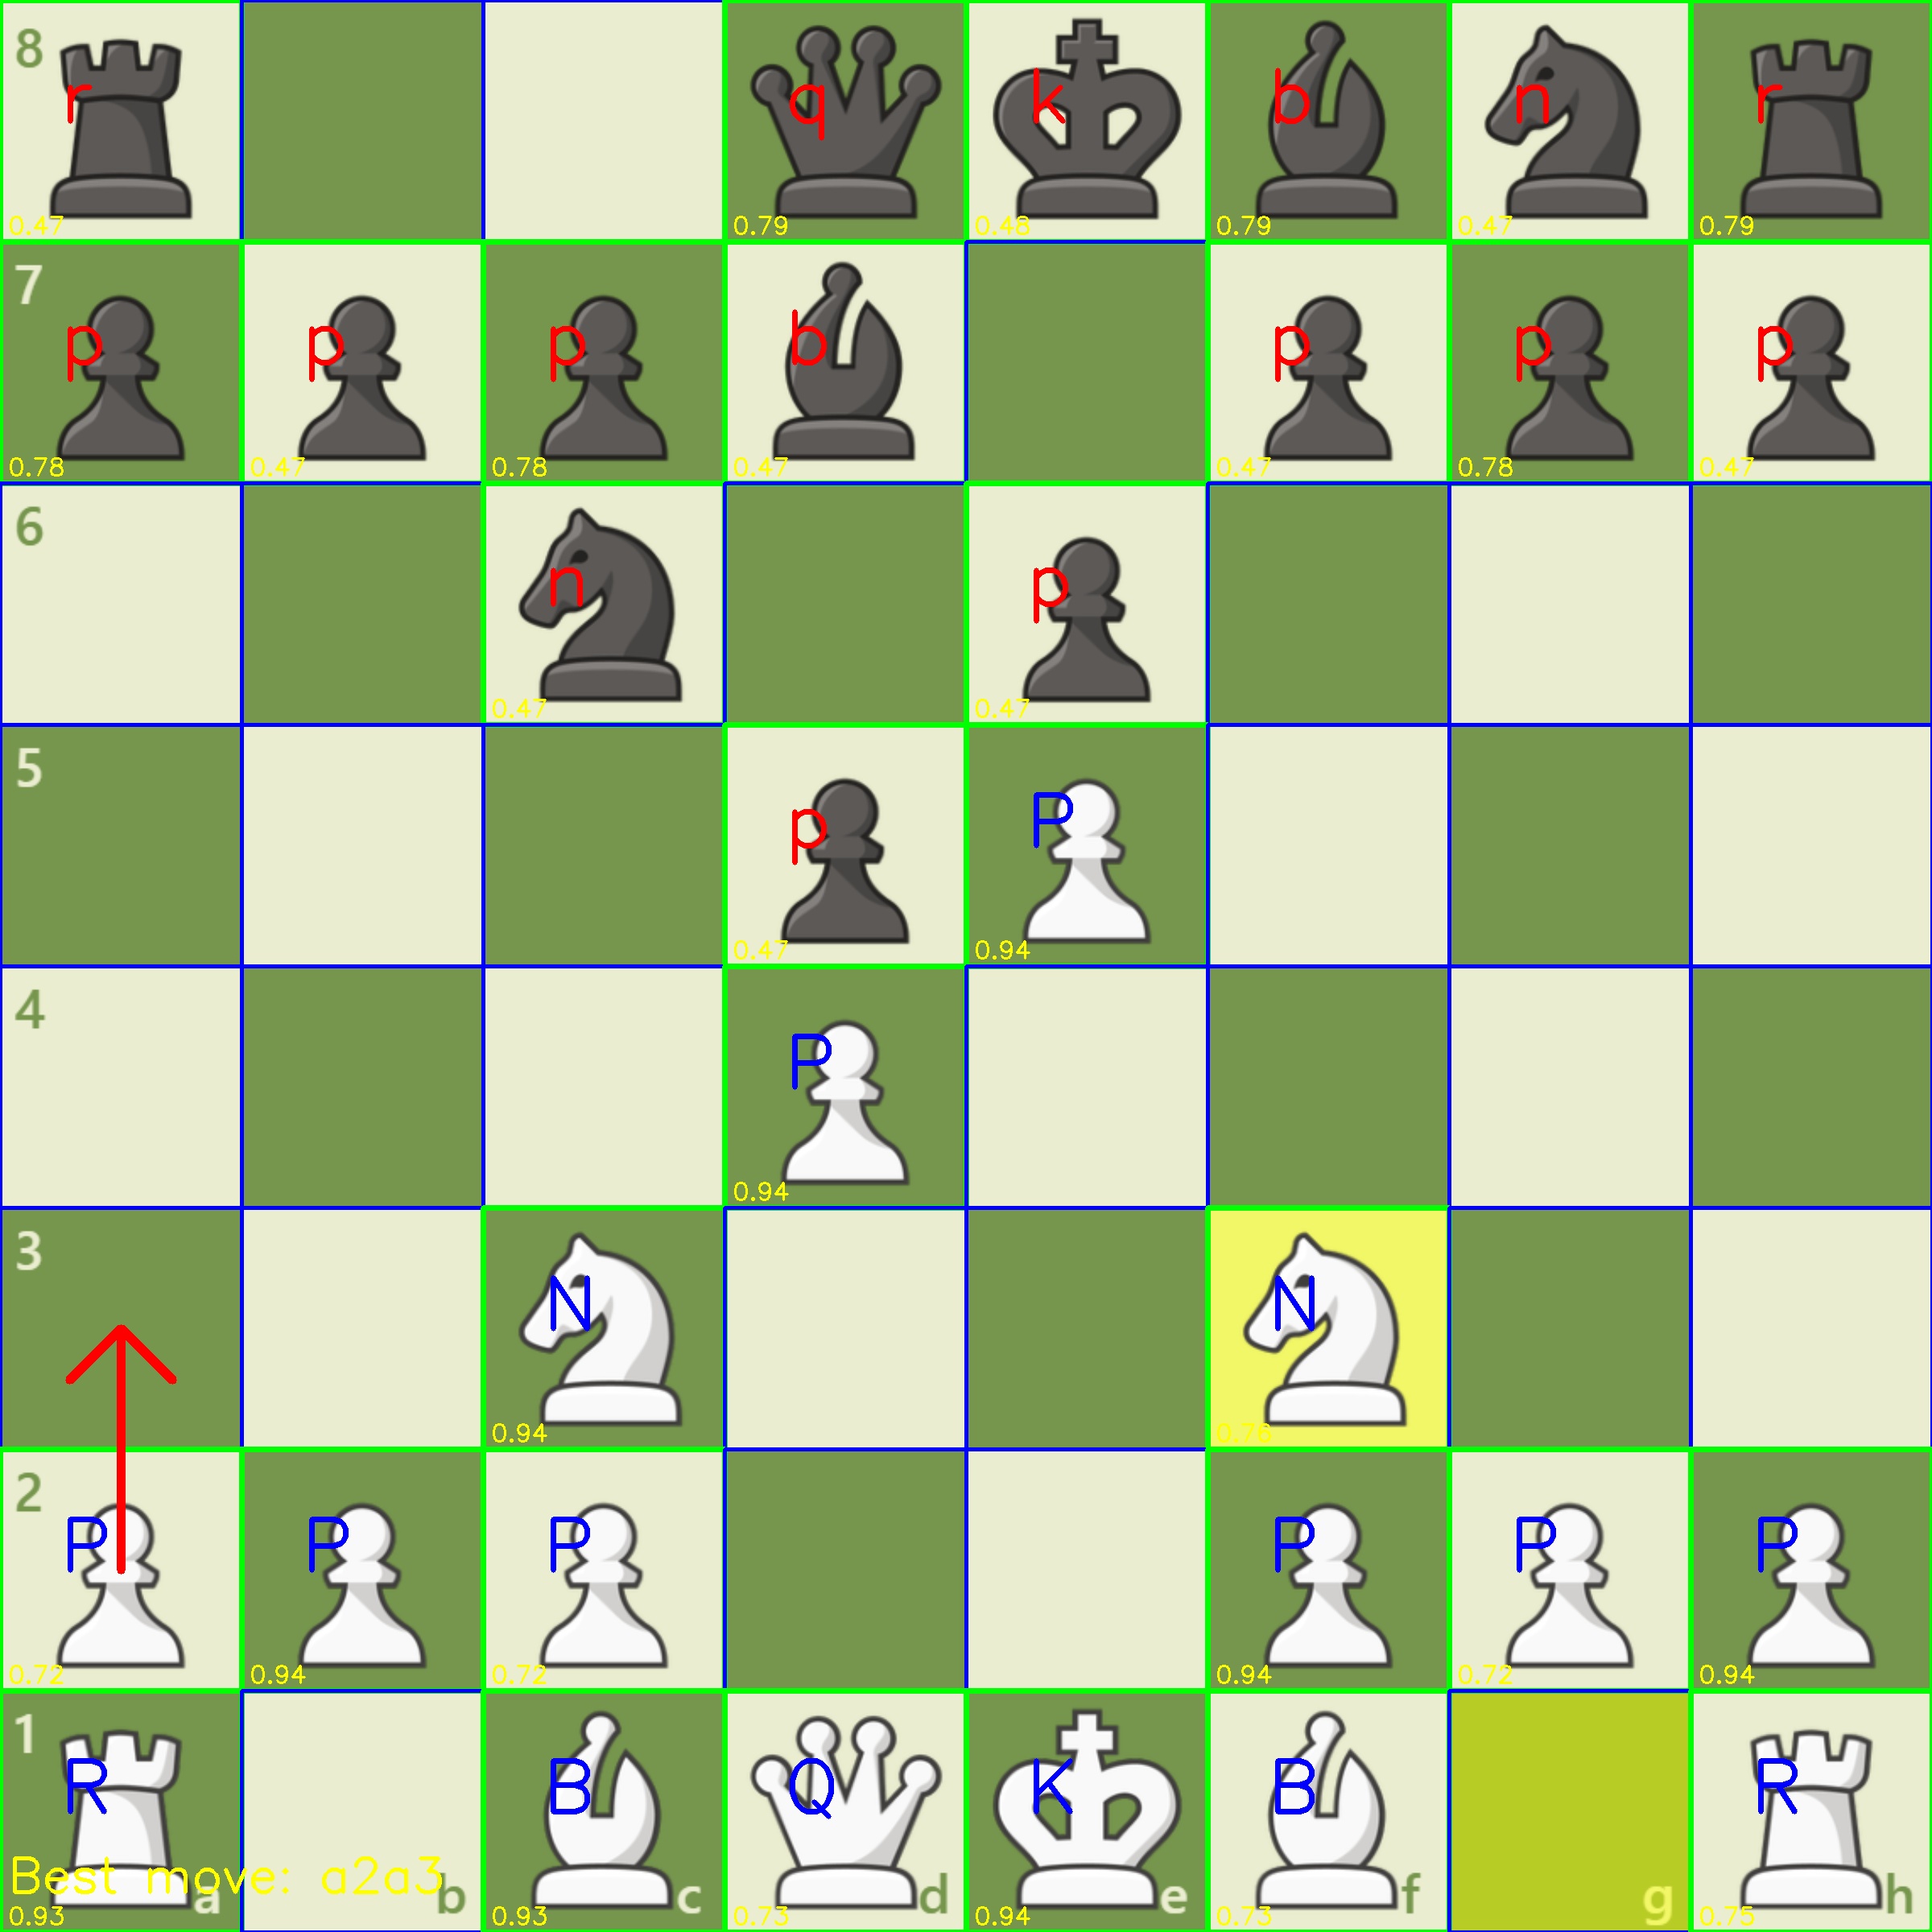 8 r q k b n r
0.47 0.79 0.48 0.79 0.47 0.79
7 p p p b p p p
0.78 0.47 0.78 0.47 0.47 0.78 0.47
6 n p
0.47 0.47
5 p P
0.47 0.94
4 P
0.94
3 N N
0.94 0.76
2 P P P P P P
0.72 0.94 0.72 0.94 0.72 0.94
1 R B Q K B R
Best move: a2a3
a b c d e f g h
0.93 0.93 0.73 0.94 0.73 0.75